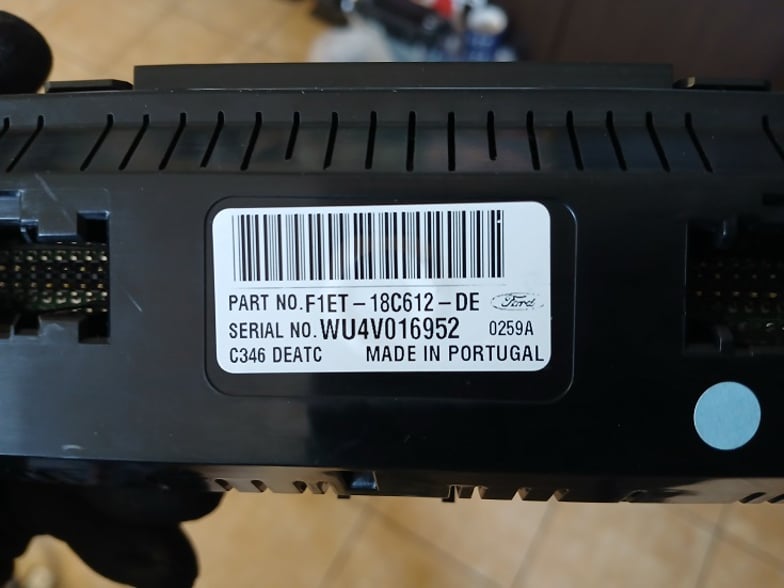 PART NO. F1ET-18C612-DE Ford
SERIAL NO. WU4V016952 0259A
C346 DEATC MADE IN PORTUGAL